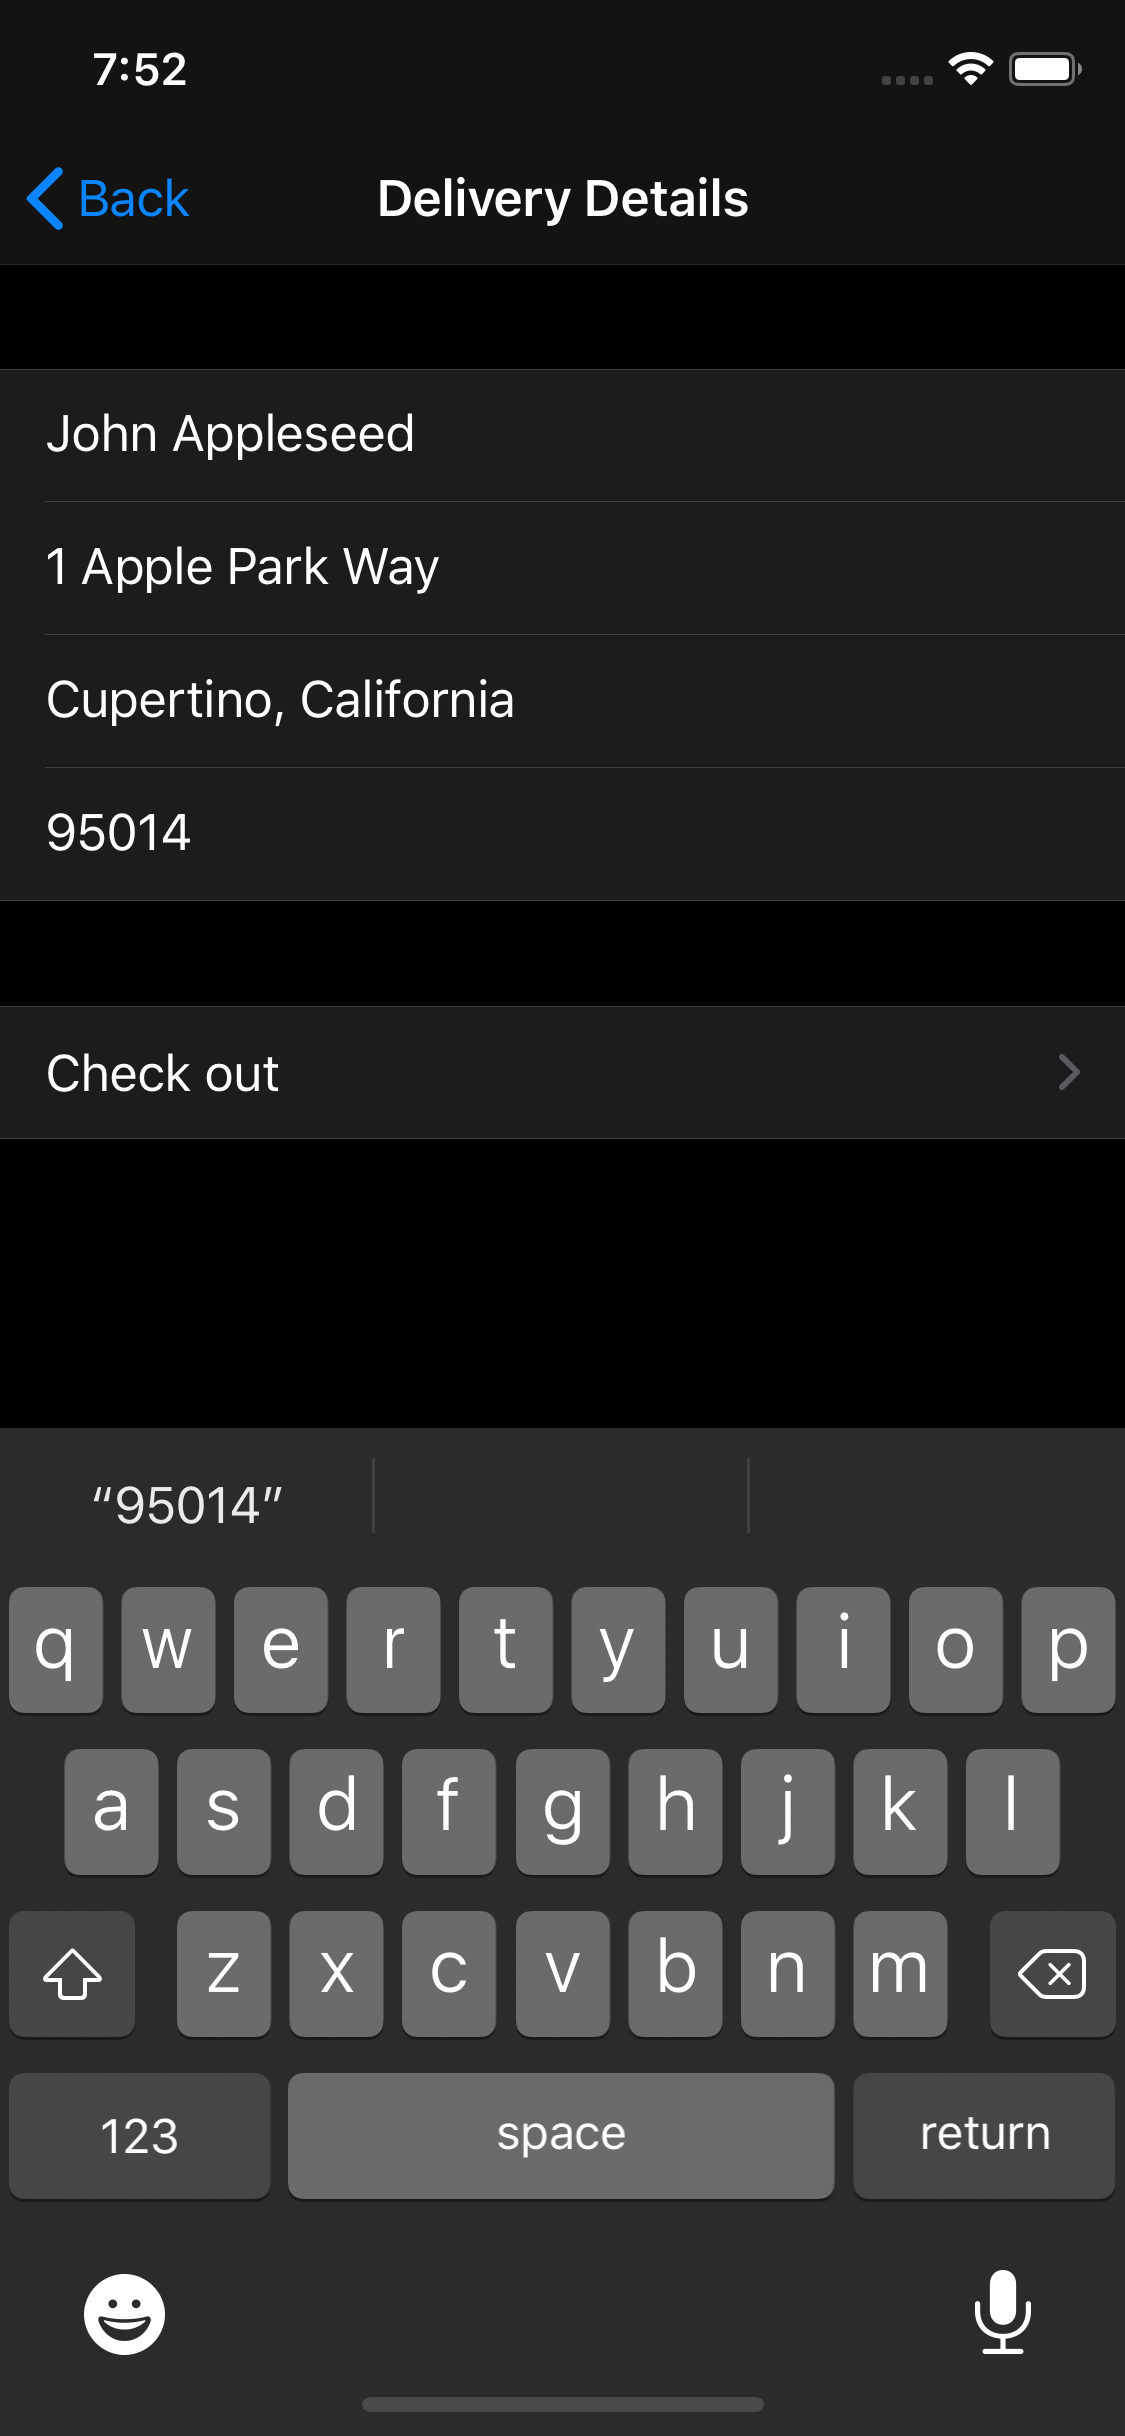 7:52
Back
Delivery Details
John Appleseed
1 Apple Park Way
Cupertino, California
95014
Check out
“95014”
q w e r t y u i o p
a s d f g h j k l
z x c v b n m
123 space return